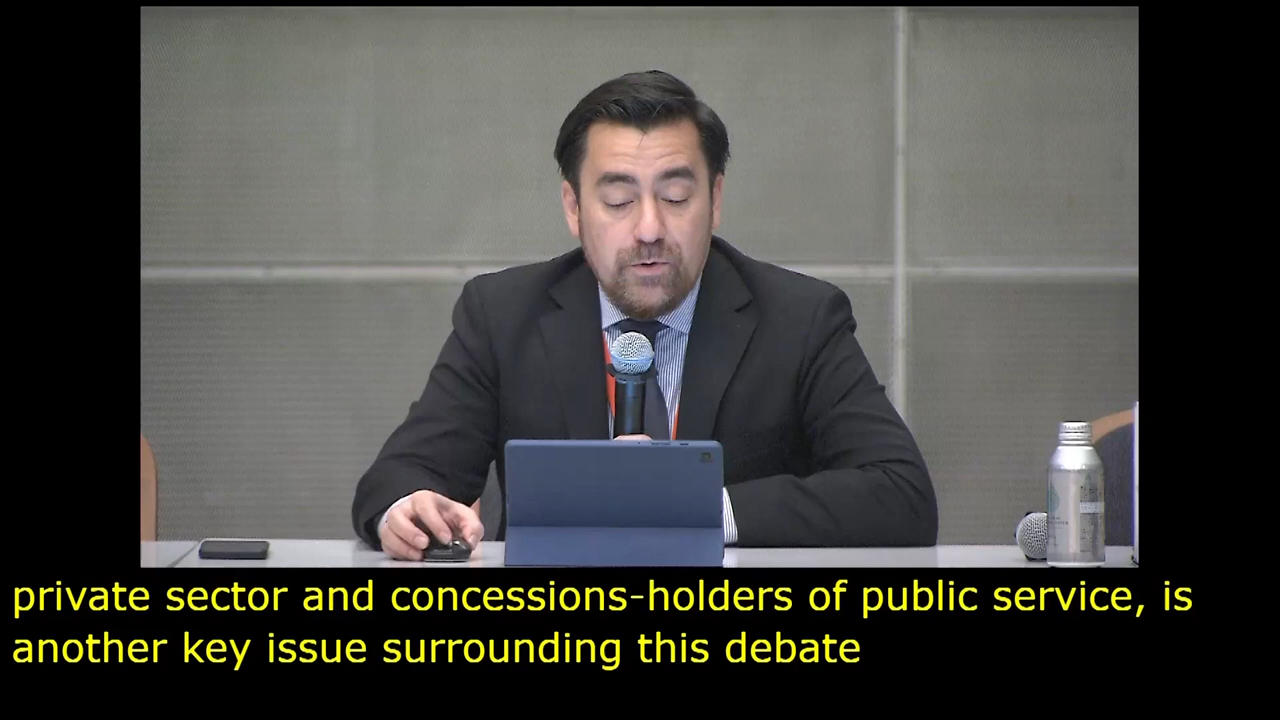 private sector and concessions-holders of public service, is
another key issue surrounding this debate